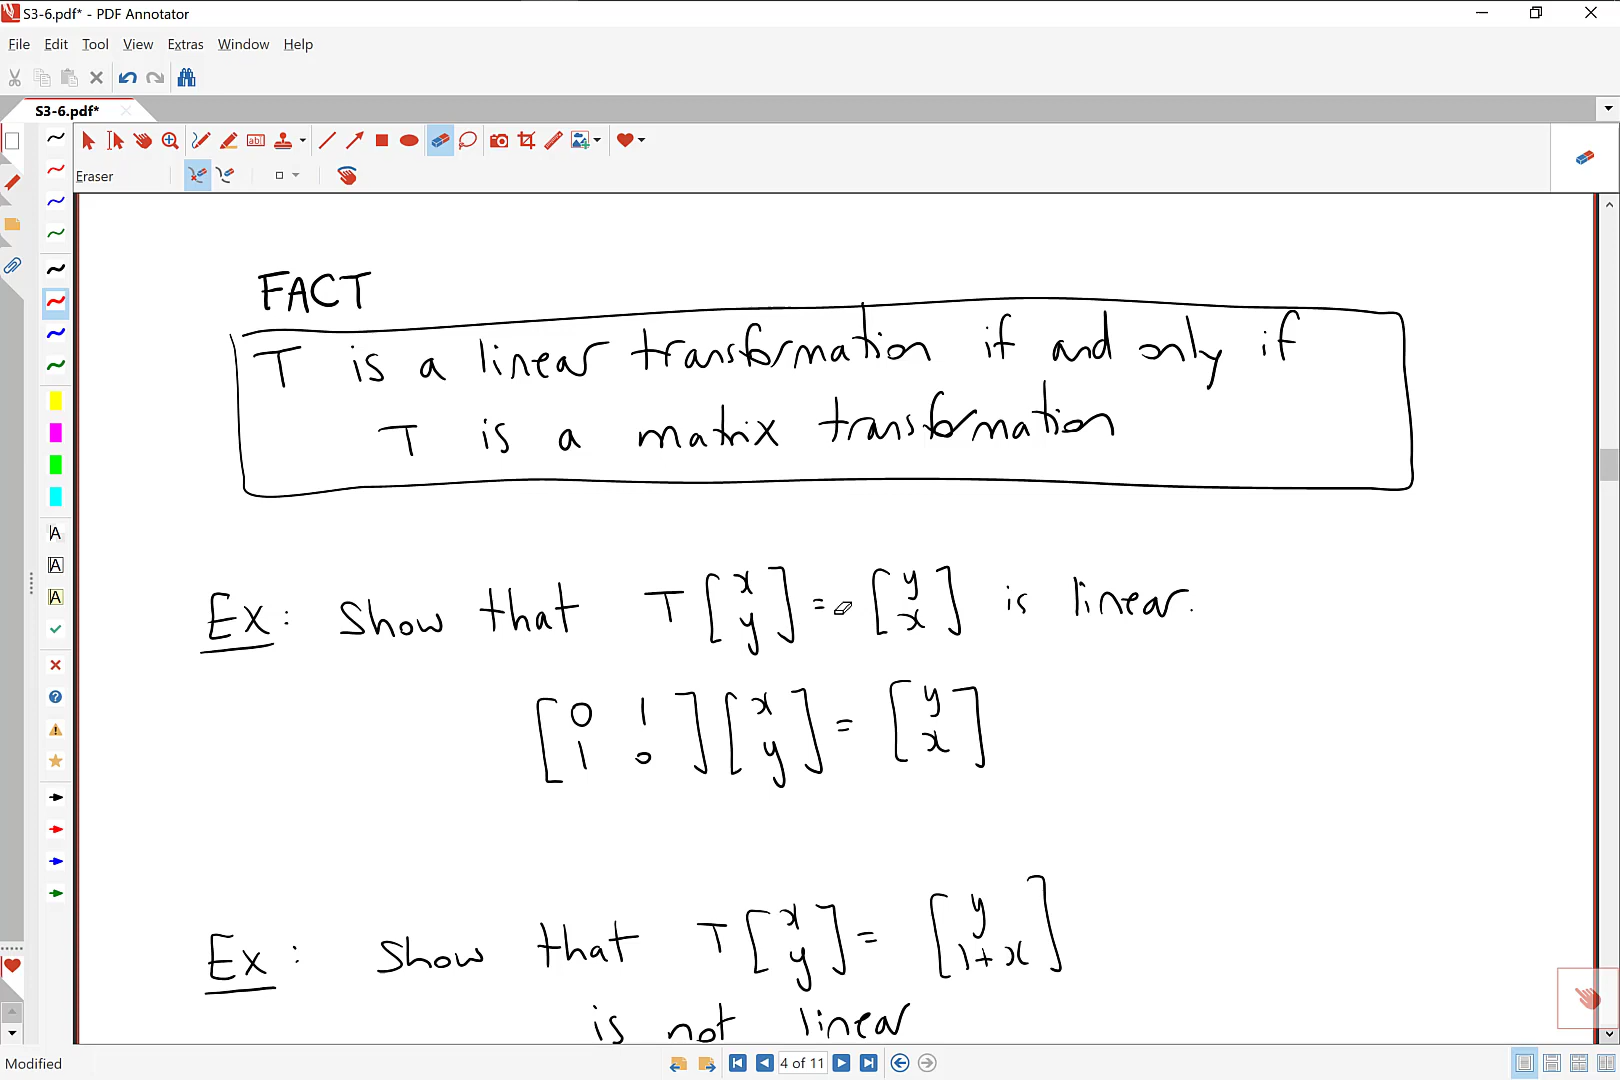 S3-6.pdf* - PDF Annotator
File Edit Tool View Extras Window Help
S3-6.pdf*
Eraser
FACT
T is a linear transformation if and only if
T is a matrix transformation
Ex: Show that T [x y] = [y x] is linear.
[0 1 1 0] [x y] = [y x]
Ex: Show that T [x y] = [y 1+x]
is not linear
Modified
4 of 11